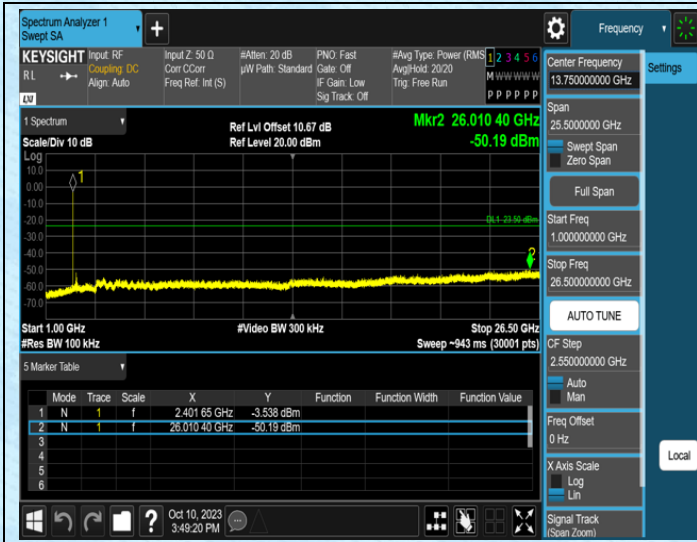 Spectrum Analyzer 1
Swept SA
Frequency
KEYSIGHT
RL
LXI
Input: RF
Coupling: DC
Align: Auto
Input Z: 50 Ω
Corr CCorr
Freq Ref: Int (S)
#Atten: 20 dB
µW Path: Standard
PNO: Fast
Gate: Off
IF Gain: Low
Sig Track: Off
#Avg Type: Power (RMS
Avg|Hold: 20/20
Trig: Free Run
1 2 3 4 5 6
M W W W W W
P P P P P P
1 Spectrum
Scale/Div 10 dB
Ref Lvl Offset 10.67 dB
Ref Level 20.00 dBm
Mkr2 26.010 40 GHz
-50.19 dBm
Log
10.0
0.00
-10.0
-20.0
-30.0
-40.0
-50.0
-60.0
-70.0
1
2
DL1 -23.50 dBm
Start 1.00 GHz
#Res BW 100 kHz
#Video BW 300 kHz
Stop 26.50 GHz
Sweep ~943 ms (30001 pts)
5 Marker Table
Mode Trace Scale X Y Function Function Width Function Value
1 N 1 f 2.401 65 GHz -3.538 dBm
2 N 1 f 26.010 40 GHz -50.19 dBm
3
4
5
6
Oct 10, 2023
3:49:20 PM
Center Frequency
13.750000000 GHz
Settings
Span
25.5000000 GHz
Swept Span
Zero Span
Full Span
Start Freq
1.000000000 GHz
Stop Freq
26.500000000 GHz
AUTO TUNE
CF Step
2.550000000 GHz
Auto
Man
Freq Offset
0 Hz
Local
X Axis Scale
Log
Lin
Signal Track
(Span Zoom)